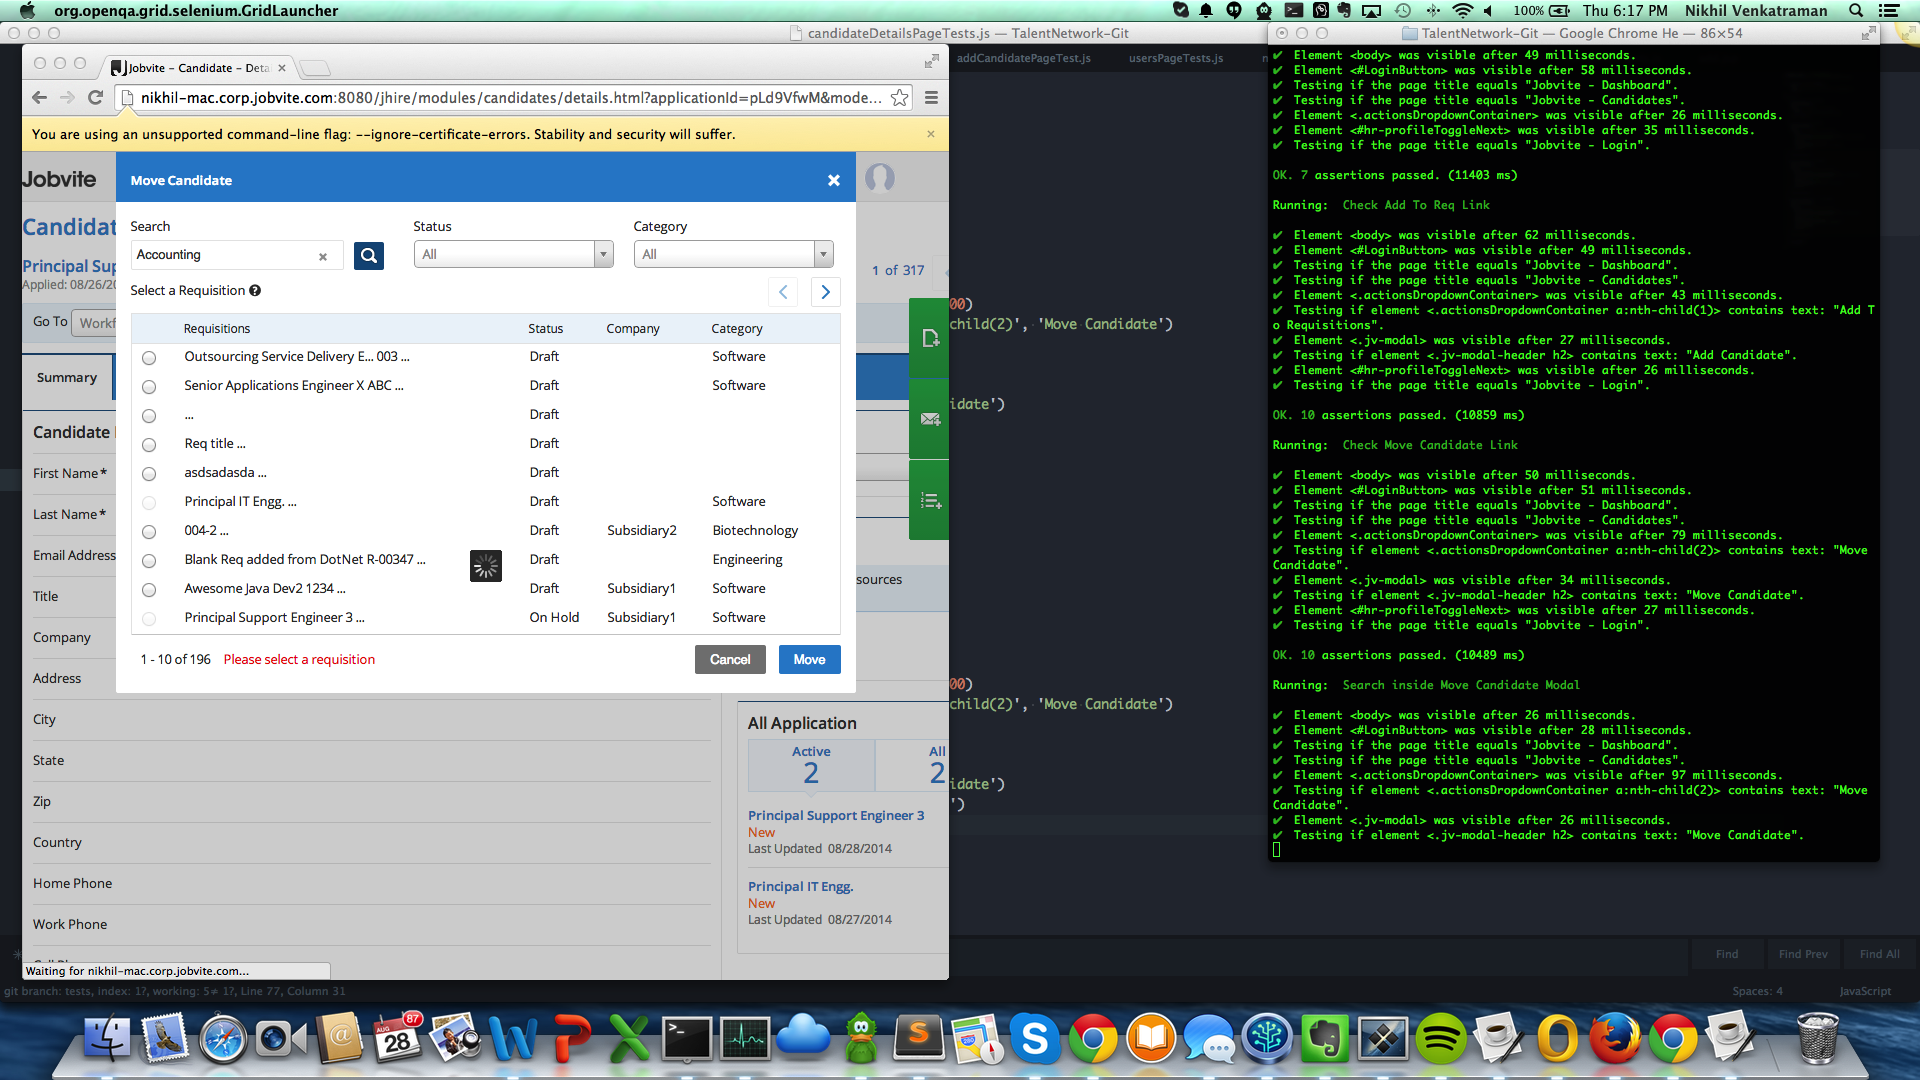 org.openqa.grid.selenium.GridLauncher
100%
Thu 6:17 PM
Nikhil Venkatraman
candidateDetailsPageTests.js — TalentNetwork-Git
addCandidatePageTest.js
usersPageTests.js
Jobvite - Candidate - Deta
nikhil-mac.corp.jobvite.com:8080/jhire/modules/candidates/details.html?applicationId=pLd9VfwM&mode...
You are using an unsupported command-line flag: --ignore-certificate-errors. Stability and security will suffer.
Jobvite
Candidat
Principal Sup
Applied: 08/26/20
1 of 317
Go To
Workf
Summary
Candidate
First Name*
Last Name*
Email Address
Title
Company
Address
City
State
Zip
Country
Home Phone
Work Phone
Waiting for nikhil-mac.corp.jobvite.com...
Move Candidate
Search
Status
Category
Accounting
All
All
Select a Requisition
Requisitions Status Company Category
Outsourcing Service Delivery E... 003 ... Draft Software
Senior Applications Engineer X ABC ... Draft Software
... Draft
Req title ... Draft
asdsadasda ... Draft
Principal IT Engg. ... Draft Software
004-2 ... Draft Subsidiary2 Biotechnology
Blank Req added from DotNet R-00347 ... Draft Engineering
Awesome Java Dev2 1234 ... Draft Subsidiary1 Software
Principal Support Engineer 3 ... On Hold Subsidiary1 Software
1 - 10 of 196 Please select a requisition
Cancel
Move
sources
All Application
Active
2
All
2
Principal Support Engineer 3
New
Last Updated 08/28/2014
Principal IT Engg.
New
Last Updated 08/27/2014
00)
child(2)', 'Move Candidate')
idate')
00)
child(2)', 'Move Candidate')
idate')
')
git branch: tests, index: 1?, working: 5≠ 1?, Line 77, Column 31
Find
Find Prev
Find All
Spaces: 4
JavaScript
TalentNetwork-Git — Google Chrome He — 86×54
✔ Element <body> was visible after 49 milliseconds.
✔ Element <#LoginButton> was visible after 58 milliseconds.
✔ Testing if the page title equals "Jobvite - Dashboard".
✔ Testing if the page title equals "Jobvite - Candidates".
✔ Element <.actionsDropdownContainer> was visible after 26 milliseconds.
✔ Element <#hr-profileToggleNext> was visible after 35 milliseconds.
✔ Testing if the page title equals "Jobvite - Login".
OK. 7 assertions passed. (11403 ms)
Running: Check Add To Req Link
✔ Element <body> was visible after 62 milliseconds.
✔ Element <#LoginButton> was visible after 49 milliseconds.
✔ Testing if the page title equals "Jobvite - Dashboard".
✔ Testing if the page title equals "Jobvite - Candidates".
✔ Element <.actionsDropdownContainer> was visible after 43 milliseconds.
✔ Testing if element <.actionsDropdownContainer a:nth-child(1)> contains text: "Add T
o Requisitions".
✔ Element <.jv-modal> was visible after 27 milliseconds.
✔ Testing if element <.jv-modal-header h2> contains text: "Add Candidate".
✔ Element <#hr-profileToggleNext> was visible after 26 milliseconds.
✔ Testing if the page title equals "Jobvite - Login".
OK. 10 assertions passed. (10859 ms)
Running: Check Move Candidate Link
✔ Element <body> was visible after 50 milliseconds.
✔ Element <#LoginButton> was visible after 51 milliseconds.
✔ Testing if the page title equals "Jobvite - Dashboard".
✔ Testing if the page title equals "Jobvite - Candidates".
✔ Element <.actionsDropdownContainer> was visible after 79 milliseconds.
✔ Testing if element <.actionsDropdownContainer a:nth-child(2)> contains text: "Move
Candidate".
✔ Element <.jv-modal> was visible after 34 milliseconds.
✔ Testing if element <.jv-modal-header h2> contains text: "Move Candidate".
✔ Element <#hr-profileToggleNext> was visible after 27 milliseconds.
✔ Testing if the page title equals "Jobvite - Login".
OK. 10 assertions passed. (10489 ms)
Running: Search inside Move Candidate Modal
✔ Element <body> was visible after 26 milliseconds.
✔ Element <#LoginButton> was visible after 28 milliseconds.
✔ Testing if the page title equals "Jobvite - Dashboard".
✔ Testing if the page title equals "Jobvite - Candidates".
✔ Element <.actionsDropdownContainer> was visible after 97 milliseconds.
✔ Testing if element <.actionsDropdownContainer a:nth-child(2)> contains text: "Move
Candidate".
✔ Element <.jv-modal> was visible after 26 milliseconds.
✔ Testing if element <.jv-modal-header h2> contains text: "Move Candidate".
AUG
28
87